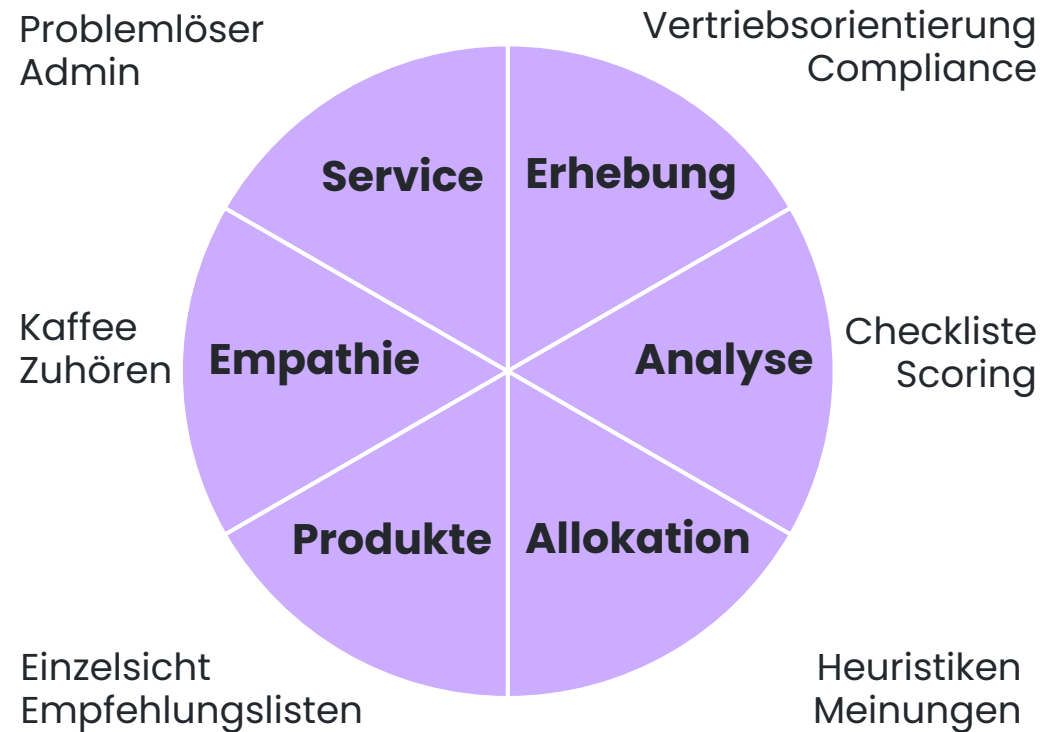 Problemlöser
Admin
Vertriebsorientierung
Compliance
Service
Erhebung
Kaffee
Zuhören
Empathie
Analyse
Checkliste
Scoring
Produkte
Allokation
Einzelsicht
Empfehlungslisten
Heuristiken
Meinungen